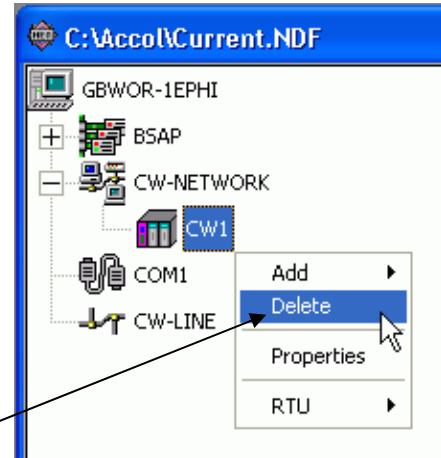 C:\Accol\Current.NDF
GBWOR-1EPHI
BSAP
CW-NETWORK
CW1
COM1
CW-LINE
Add
Delete
Properties
RTU